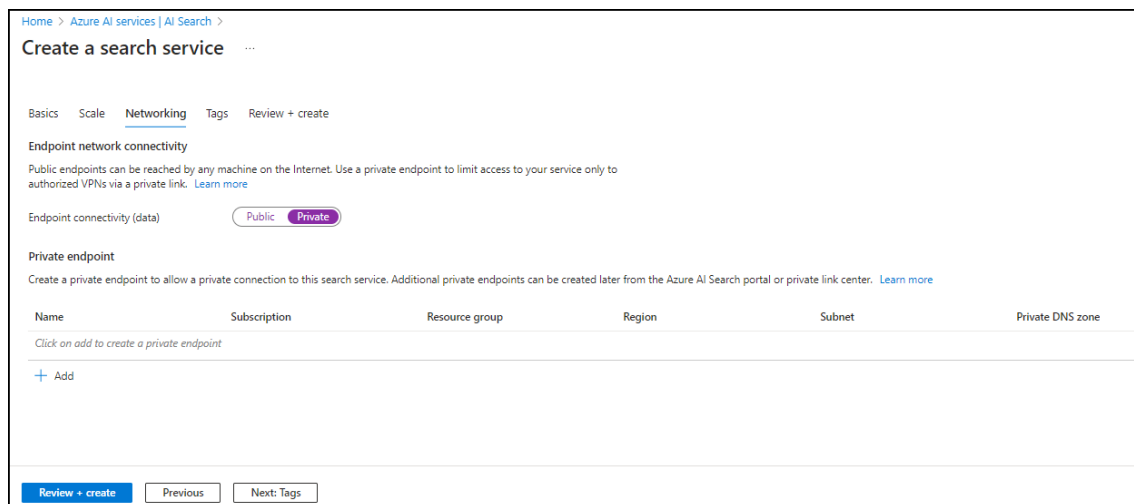 Home > Azure AI services | AI Search >
Create a search service ...
Basics Scale Networking Tags Review + create
Endpoint network connectivity
Public endpoints can be reached by any machine on the Internet. Use a private endpoint to limit access to your service only to
authorized VPNs via a private link. Learn more
Endpoint connectivity (data) Public Private
Private endpoint
Create a private endpoint to allow a private connection to this search service. Additional private endpoints can be created later from the Azure AI Search portal or private link center. Learn more
Name Subscription Resource group Region Subnet Private DNS zone
Click on add to create a private endpoint
+ Add
Review + create Previous Next: Tags